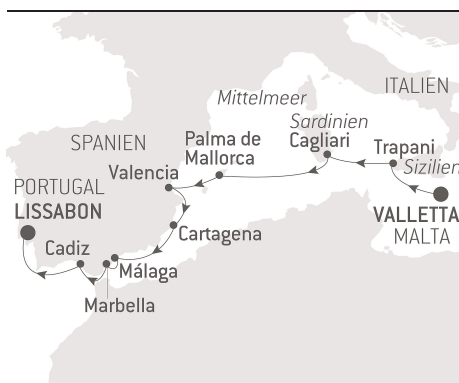 ITALIEN
Mittelmeer
Sardinien
Cagliari
SPANIEN
Palma de
Mallorca
Trapani
Sizilien
Valencia
PORTUGAL
LISSABON
VALLETTA
MALTA
Cartagena
Cadiz
Málaga
Marbella